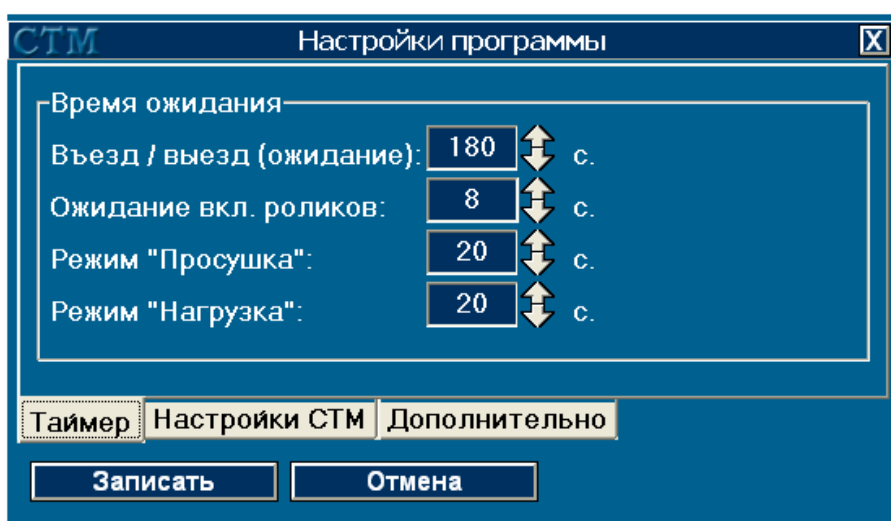 СТМ Настройки программы X
Время ожидания
Въезд / выезд (ожидание): 180 с.
Ожидание вкл. роликов: 8 с.
Режим "Просушка": 20 с.
Режим "Нагрузка": 20 с.
Таймер Настройки СТМ Дополнительно
Записать Отмена